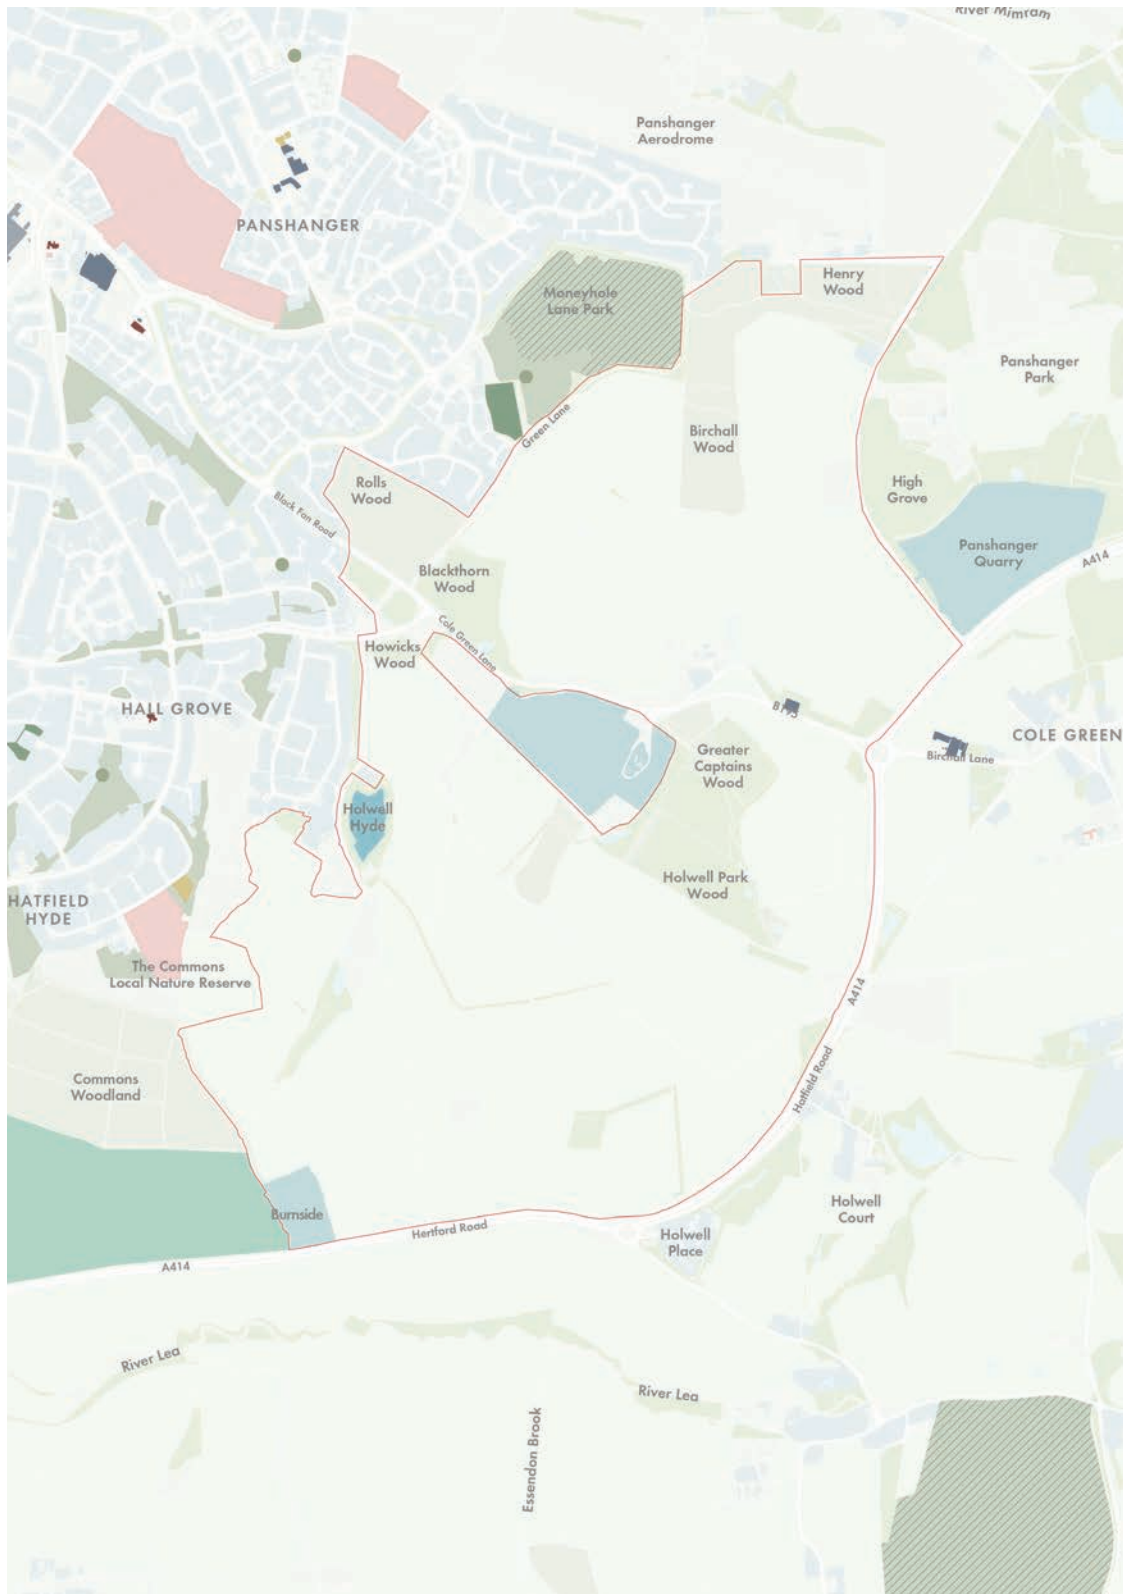 River Mimram
Panshanger
Aerodrome
PANSHANGER
Moneyhole
Lane Park
Henry
Wood
Panshanger
Park
Green Lane
Birchall
Wood
Rolls
Wood
High
Grove
Black Fan Road
Panshanger
Quarry
A414
Blackthorn
Wood
Cole Green Lane
Howicks
Wood
HALL GROVE
B195
COLE GREEN
Birchall Lane
Greater
Captains
Wood
Holwell
Hyde
Holwell Park
Wood
HATFIELD
HYDE
The Commons
Local Nature Reserve
A414
Hatfield Road
Commons
Woodland
Burnside
Hertford Road
Holwell
Court
Holwell
Place
A414
River Lea
River Lea
Essendon Brook